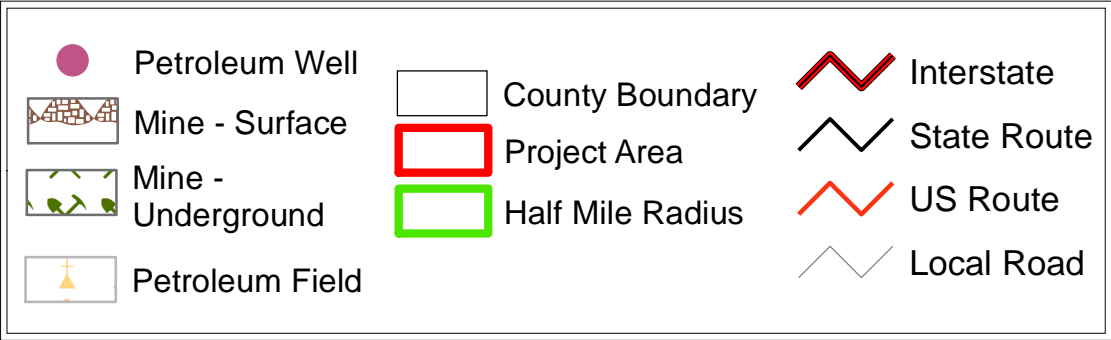 Petroleum Well
Mine - Surface
Mine -
Underground
Petroleum Field
County Boundary
Project Area
Half Mile Radius
Interstate
State Route
US Route
Local Road